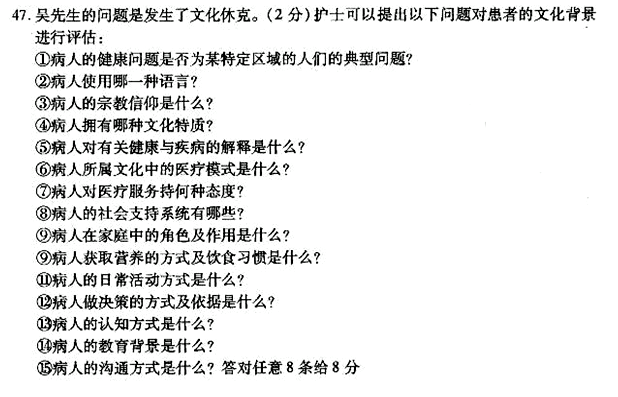 47. 吴先生的问题是发生了文化休克。(2 分)护士可以提出以下问题对患者的文化背景
进行评估：
①病人的健康问题是否为某特定区域的人们的典型问题?
②病人使用哪一种语言?
③病人的宗教信仰是什么?
④病人拥有哪种文化特质?
⑤病人对有关健康与疾病的解释是什么?
⑥病人所属文化中的医疗模式是什么?
⑦病人对医疗服务持何种态度?
⑧病人的社会支持系统有哪些?
⑨病人在家庭中的角色及作用是什么?
⑨病人获取营养的方式及饮食习惯是什么?
⑪病人的日常活动方式是什么?
⑫病人做决策的方式及依据是什么?
⑬病人的认知方式是什么?
⑭病人的教育背景是什么?
⑮病人的沟通方式是什么? 答对任意 8 条给 8 分